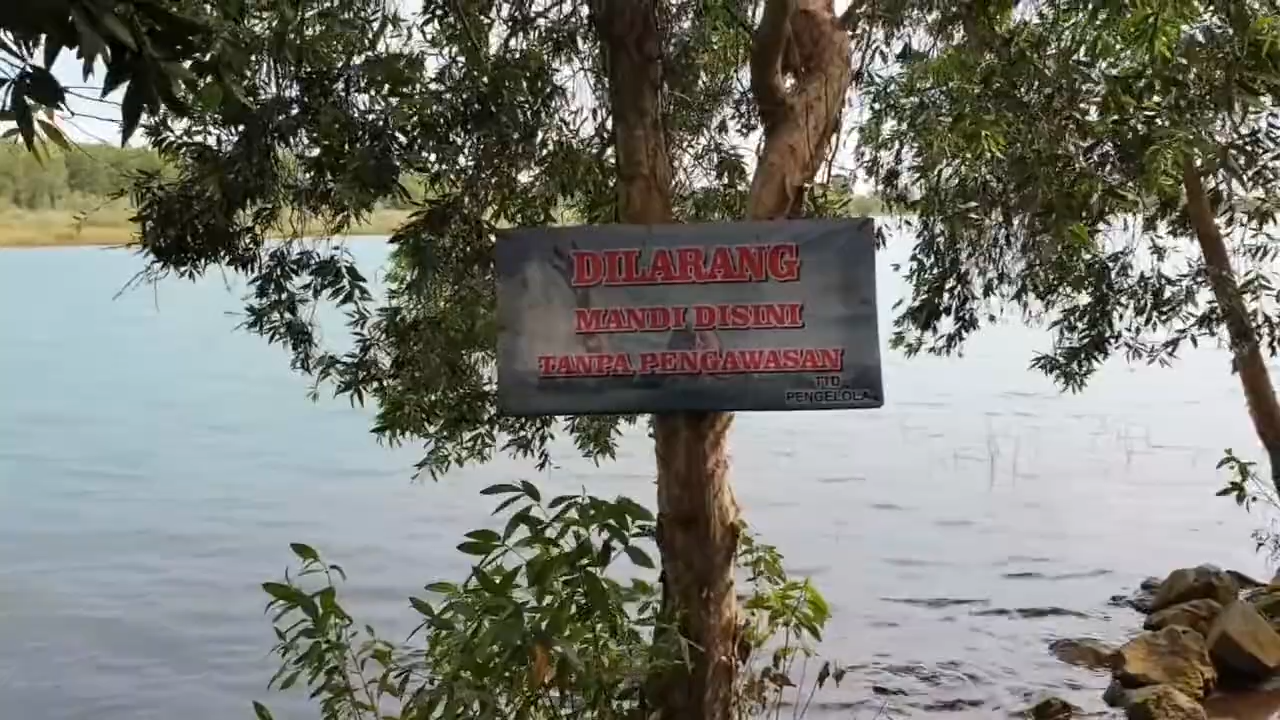 DILARANG
MANDI DISINI
TANPA PENGAWASAN
TTD
PENGELOLA